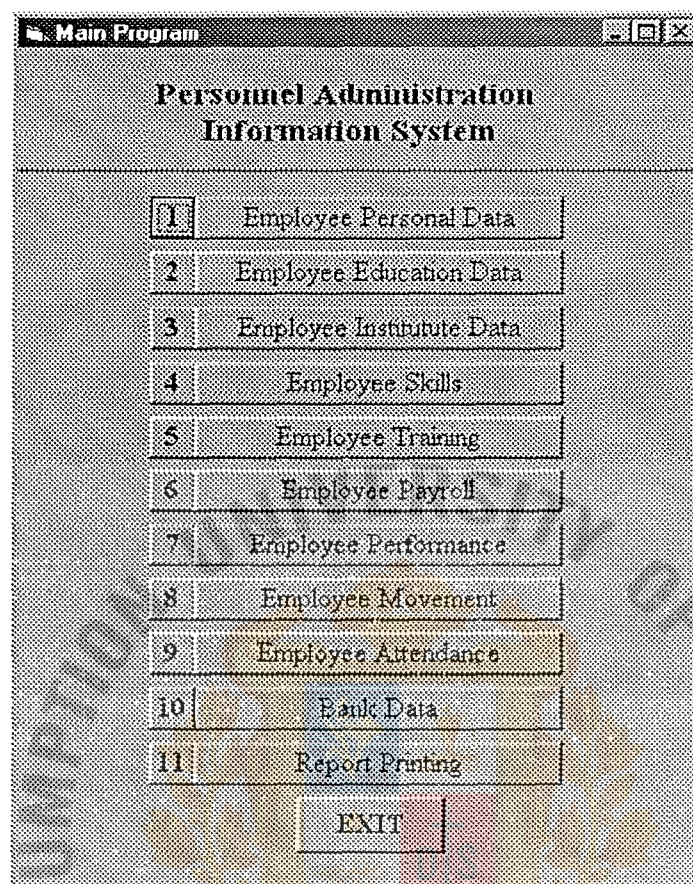 Main Program
Personnel Administration
Information System
1 Employee Personal Data
2 Employee Education Data
3 Employee Institutute Data
4 Employee Skills
5 Employee Training
6 Employee Payroll
7 Employee Performance
8 Employee Movement
9 Employee Attendance
10 Bank Data
11 Report Printing
EXIT